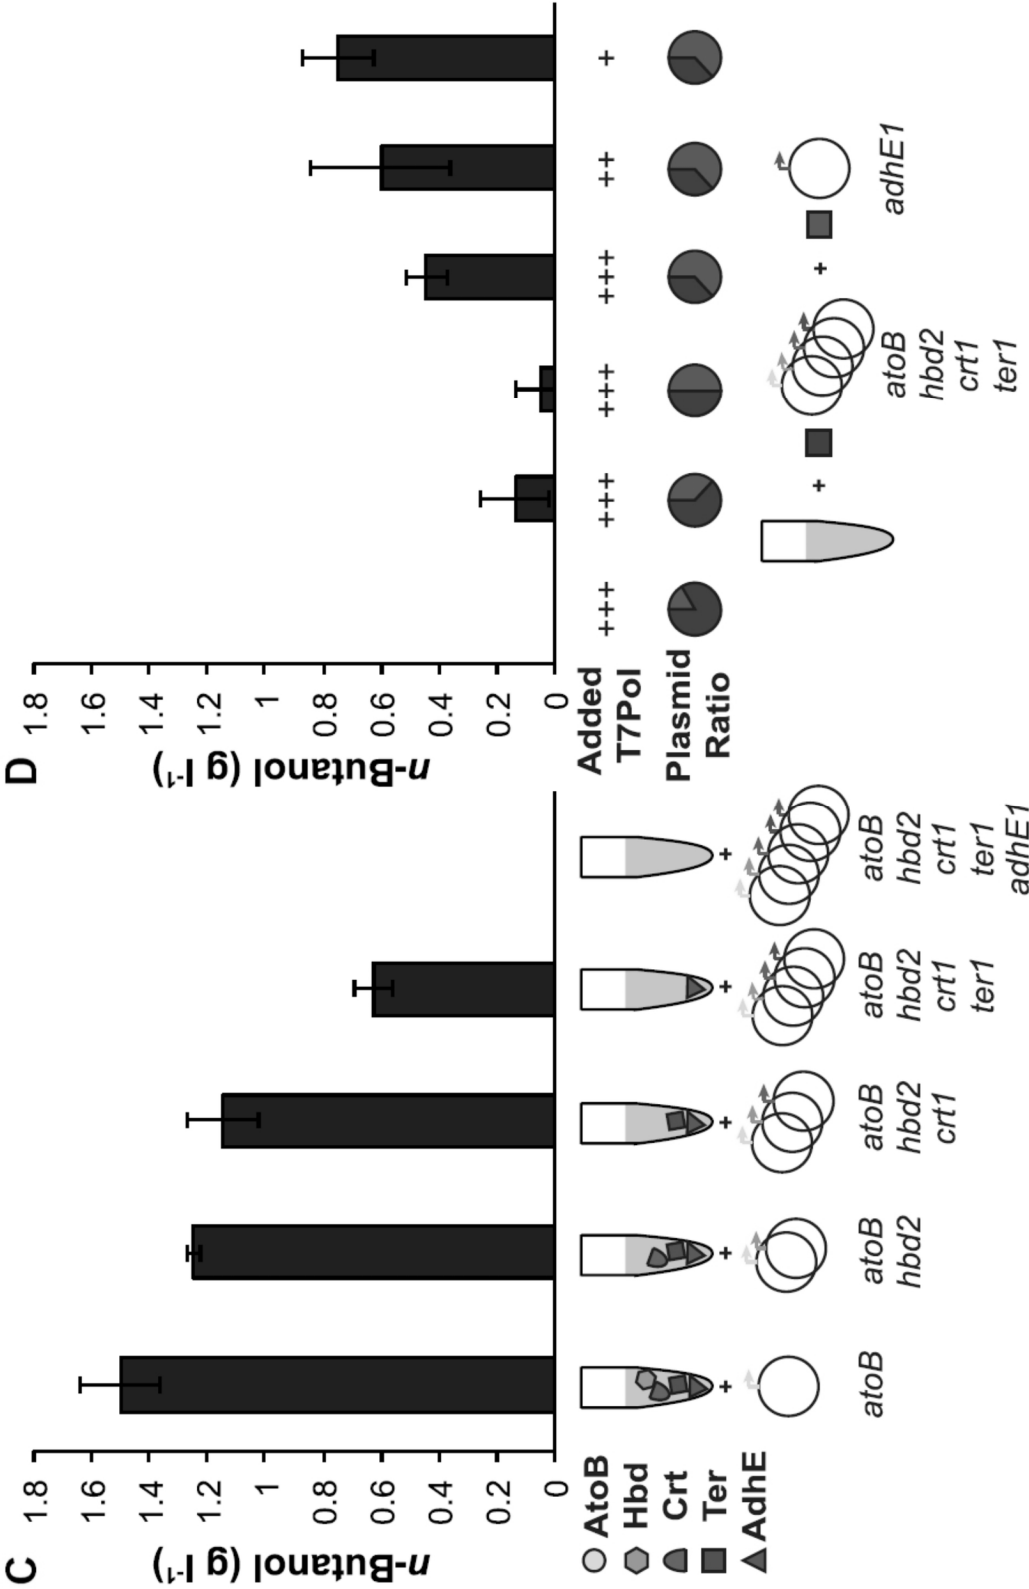 C
n-Butanol (g l-1)
1.8
1.6
1.4
1.2
1
0.8
0.6
0.4
0.2
0
AtoB
Hbd
Crt
Ter
AdhE
+ + + + +
atoB
atoB
hbd2
atoB
hbd2
crt1
atoB
hbd2
crt1
ter1
atoB
hbd2
crt1
ter1
adhE1
D
n-Butanol (g l-1)
1.8
1.6
1.4
1.2
1
0.8
0.6
0.4
0.2
0
Added
T7Pol
+++ +++ +++ +++ ++ +
Plasmid
Ratio
+ +
atoB
hbd2
crt1
ter1
adhE1